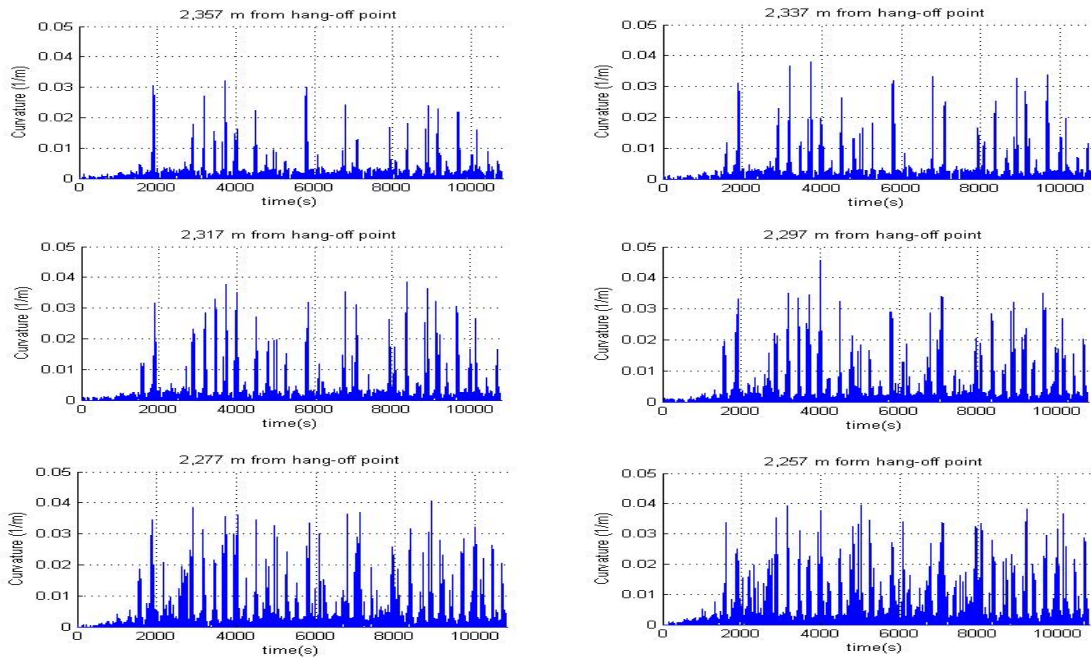 2,357 m from hang-off point
0.05
0.04
0.03
0.02
0.01
0
Curvature (1/m)
0 2000 4000 6000 8000 10000
time(s)
2,337 m from hang-off point
0.05
0.04
0.03
0.02
0.01
0
Curvature (1/m)
0 2000 4000 6000 8000 10000
time(s)
2,317 m from hang-off point
0.05
0.04
0.03
0.02
0.01
0
Curvature (1/m)
0 2000 4000 6000 8000 10000
time(s)
2,297 m from hang-off point
0.05
0.04
0.03
0.02
0.01
0
Curvature (1/m)
0 2000 4000 6000 8000 10000
time(s)
2,277 m from hang-off point
0.05
0.04
0.03
0.02
0.01
0
Curvature (1/m)
0 2000 4000 6000 8000 10000
time(s)
2,257 m form hang-off point
0.05
0.04
0.03
0.02
0.01
0
Curvature (1/m)
0 2000 4000 6000 8000 10000
time(s)